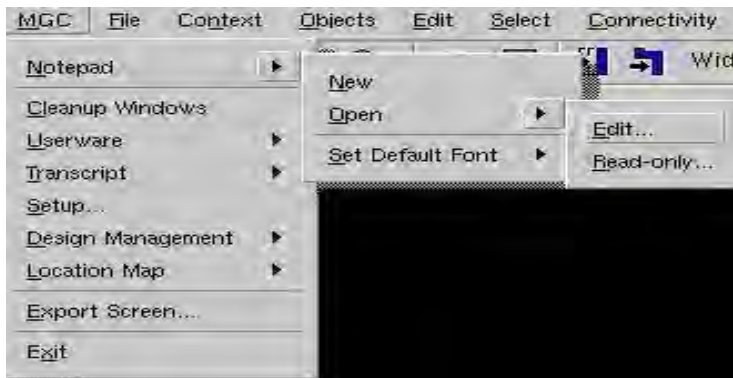 MGC File Context Objects Edit Select Connectivity
Wid
Notepad
Cleanup Windows
Userware
Transcript
Setup...
Design Management
Location Map
Export Screen....
Exit
New
Open
Set Default Font
Edit...
Read-only...